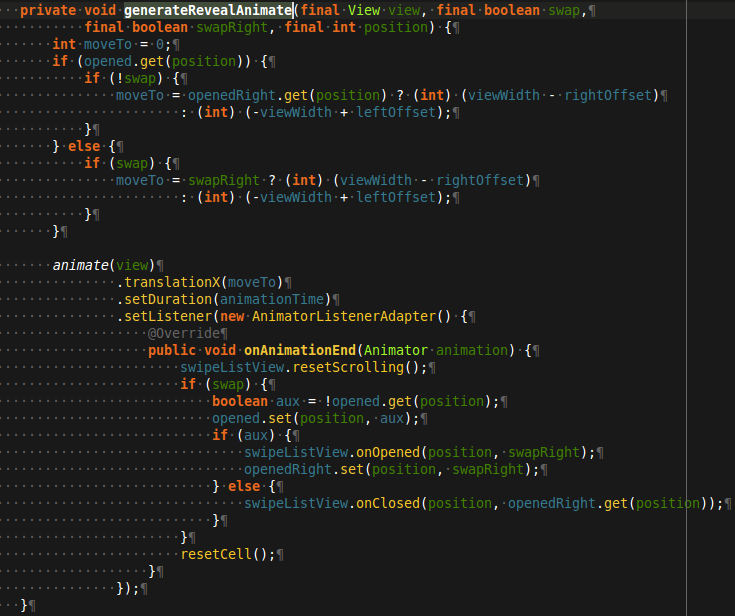 private void generateRevealAnimate(final View view, final boolean swap,¶
        final boolean swapRight, final int position) {¶
    int moveTo = 0;¶
    if (opened.get(position)) {¶
        if (!swap) {¶
            moveTo = openedRight.get(position) ? (int) (viewWidth - rightOffset)¶
                    : (int) (-viewWidth + leftOffset);¶
        }¶
    } else {¶
        if (swap) {¶
            moveTo = swapRight ? (int) (viewWidth - rightOffset)¶
                    : (int) (-viewWidth + leftOffset);¶
        }¶
    }¶

    animate(view)¶
            .translationX(moveTo)¶
            .setDuration(animationTime)¶
            .setListener(new AnimatorListenerAdapter() {¶
                @Override¶
                public void onAnimationEnd(Animator animation) {¶
                    swipeListView.resetScrolling();¶
                    if (swap) {¶
                        boolean aux = !opened.get(position);¶
                        opened.set(position, aux);¶
                        if (aux) {¶
                            swipeListView.onOpened(position, swapRight);¶
                            openedRight.set(position, swapRight);¶
                        } else {¶
                            swipeListView.onClosed(position, openedRight.get(position));¶
                        }¶
                    }¶
                    resetCell();¶
                }¶
            });¶
}¶